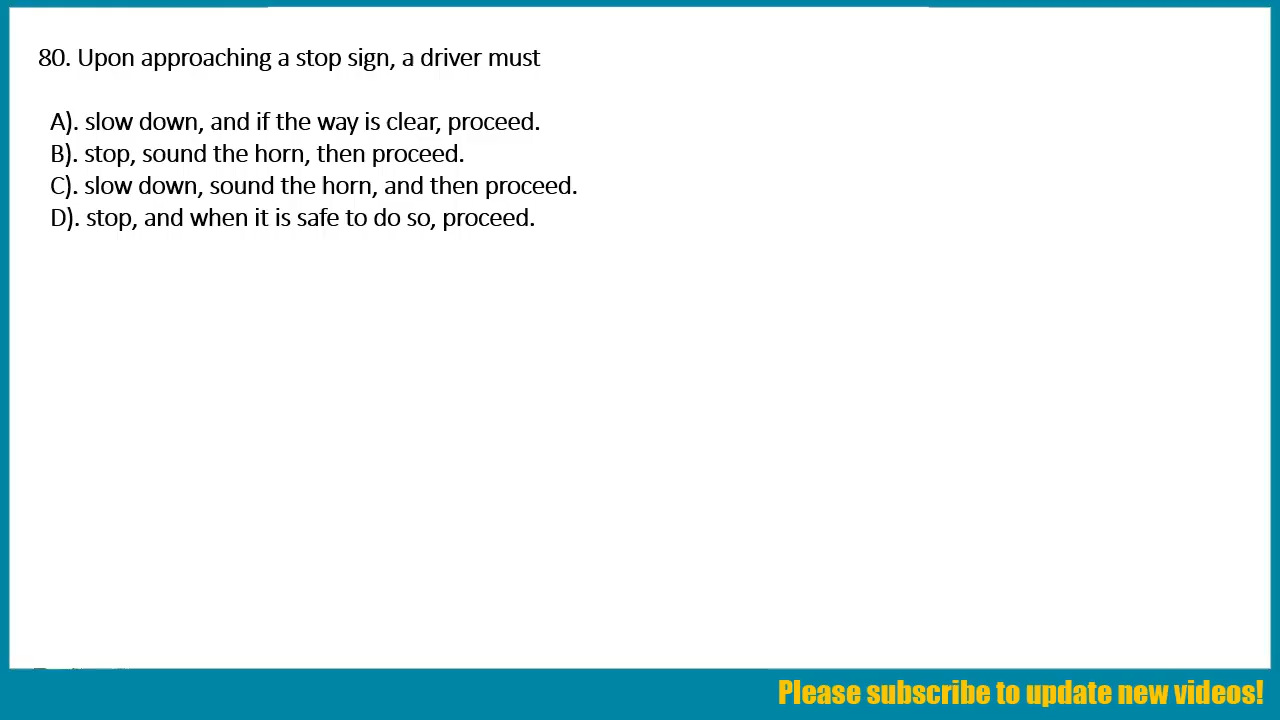 80. Upon approaching a stop sign, a driver must
A). slow down, and if the way is clear, proceed.
B). stop, sound the horn, then proceed.
C). slow down, sound the horn, and then proceed.
D). stop, and when it is safe to do so, proceed.
Please subscribe to update new videos!